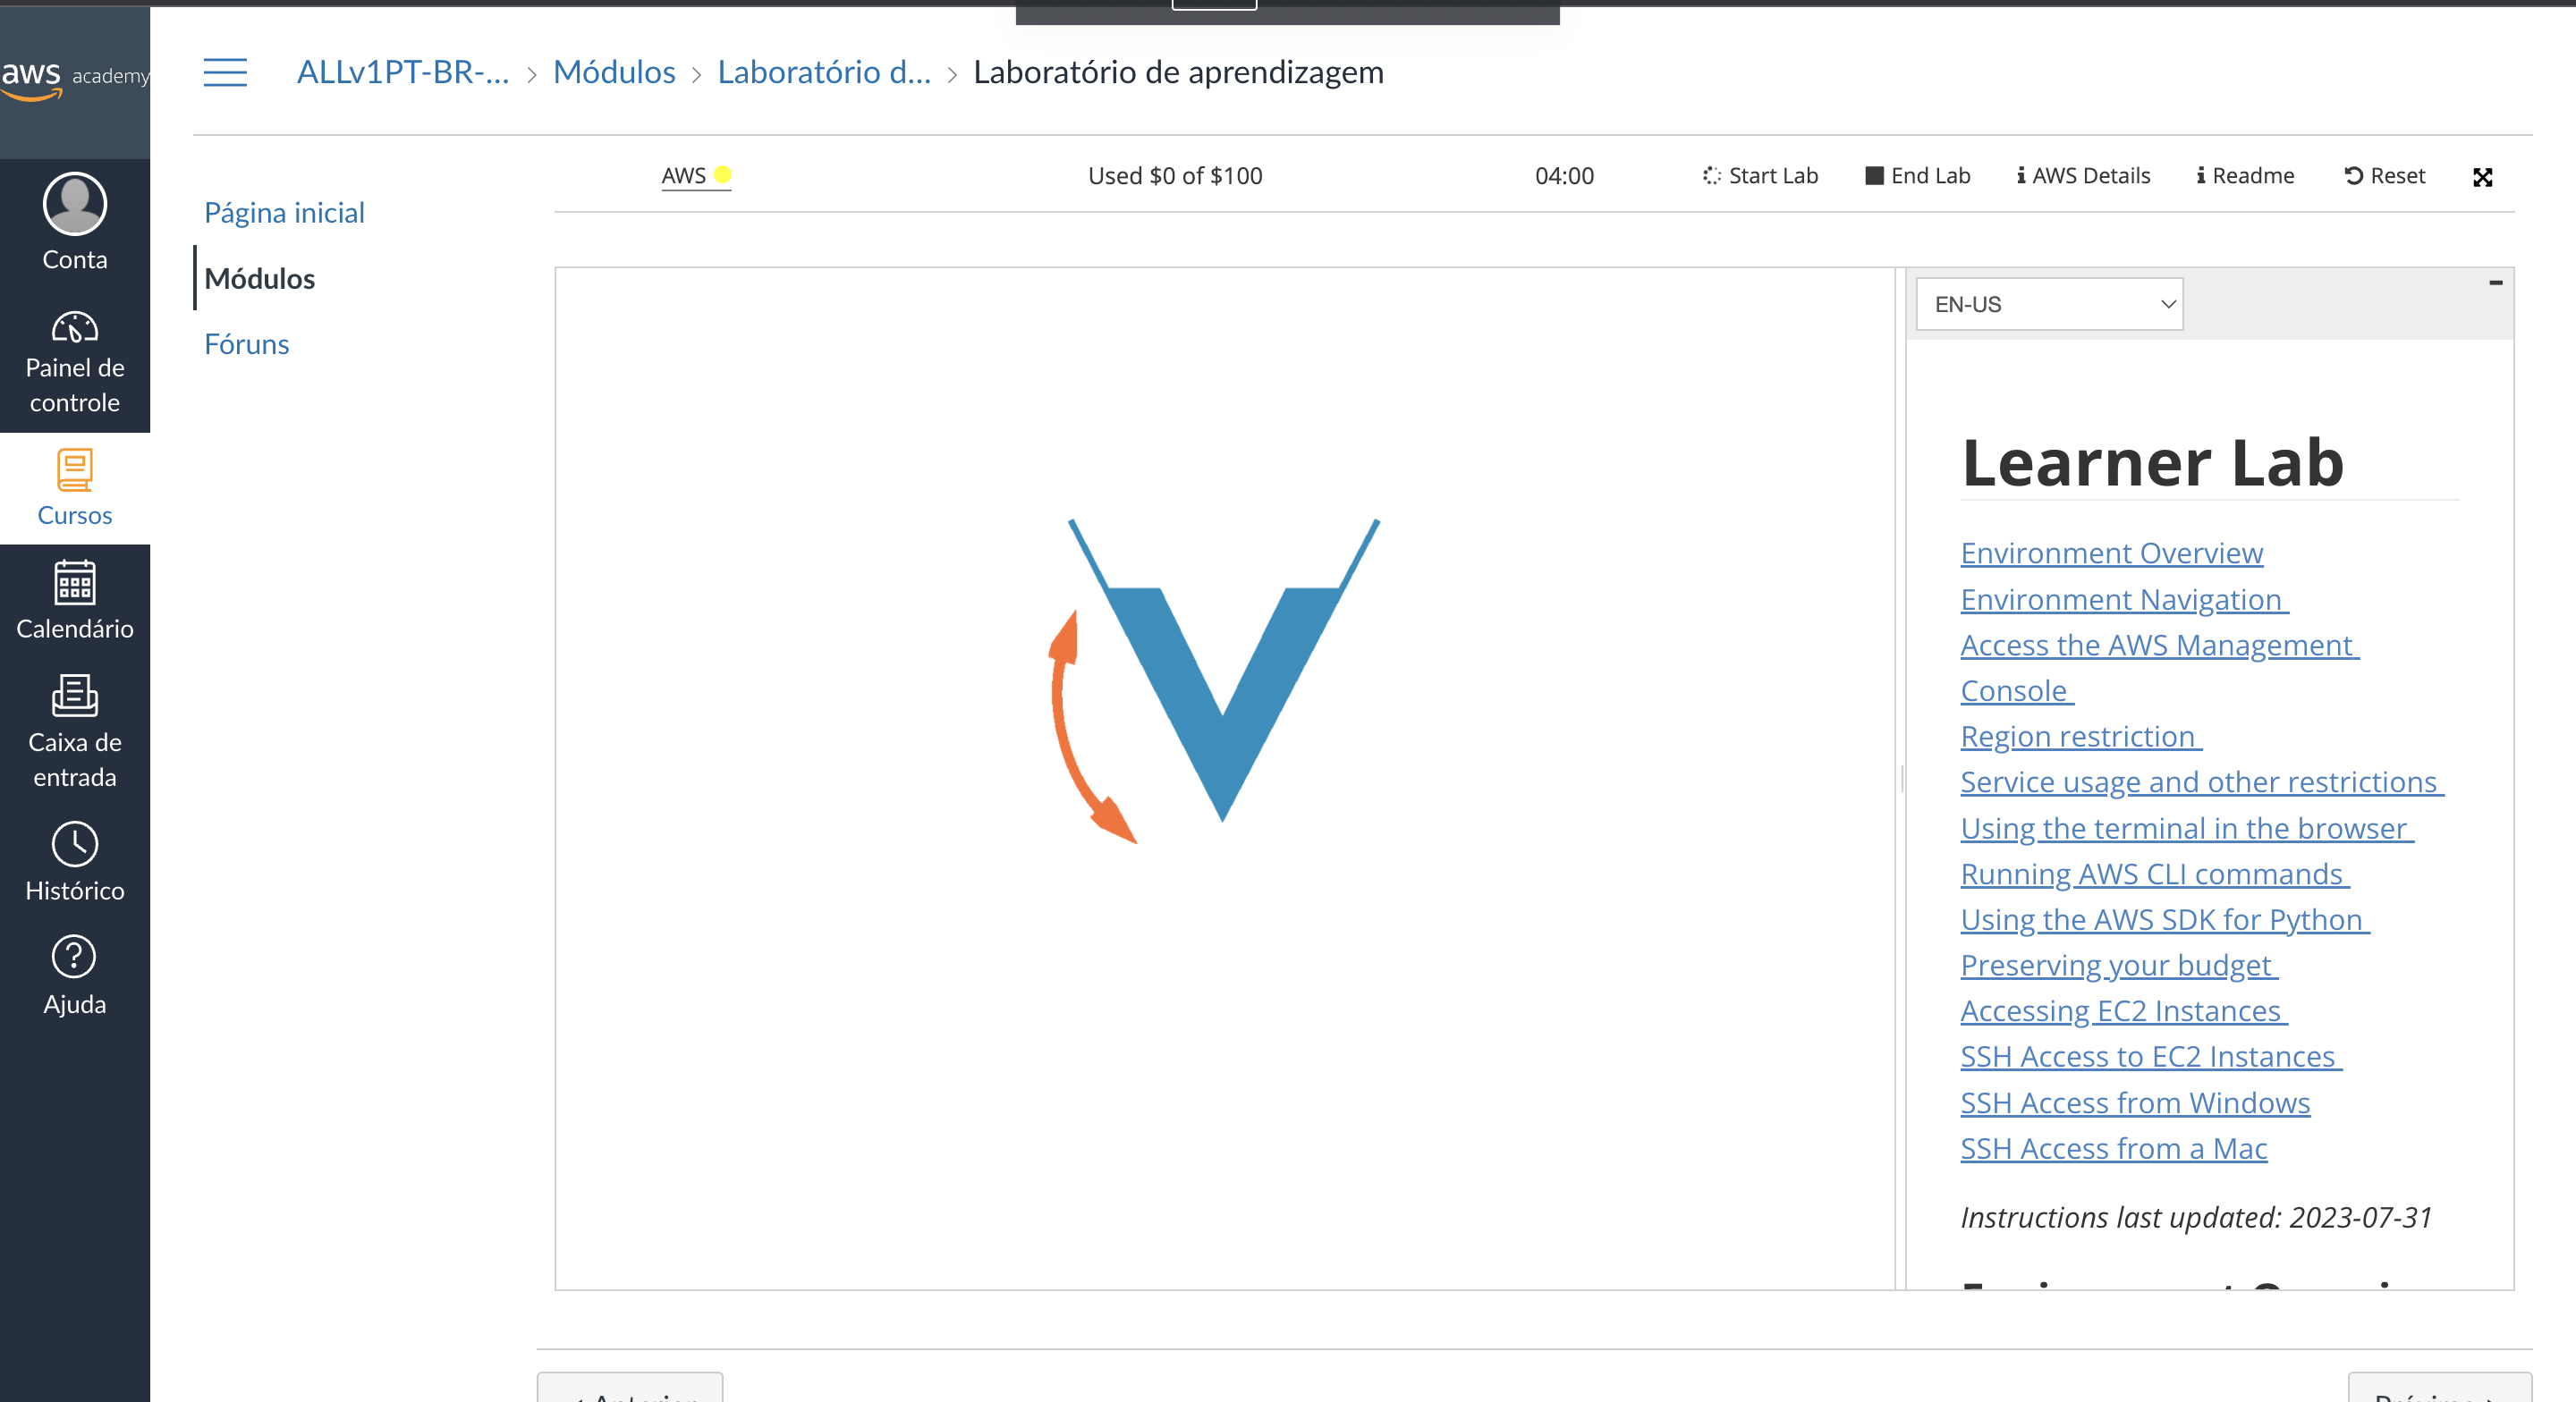 aws academy
ALLv1PT-BR-... > Módulos > Laboratório d... > Laboratório de aprendizagem
AWS Used $0 of $100 04:00 Start Lab End Lab AWS Details Readme Reset
Página inicial
Módulos
Fóruns
Conta
Painel de
controle
Cursos
Calendário
Caixa de
entrada
Histórico
Ajuda
EN-US
Learner Lab
Environment Overview
Environment Navigation
Access the AWS Management
Console
Region restriction
Service usage and other restrictions
Using the terminal in the browser
Running AWS CLI commands
Using the AWS SDK for Python
Preserving your budget
Accessing EC2 Instances
SSH Access to EC2 Instances
SSH Access from Windows
SSH Access from a Mac
Instructions last updated: 2023-07-31